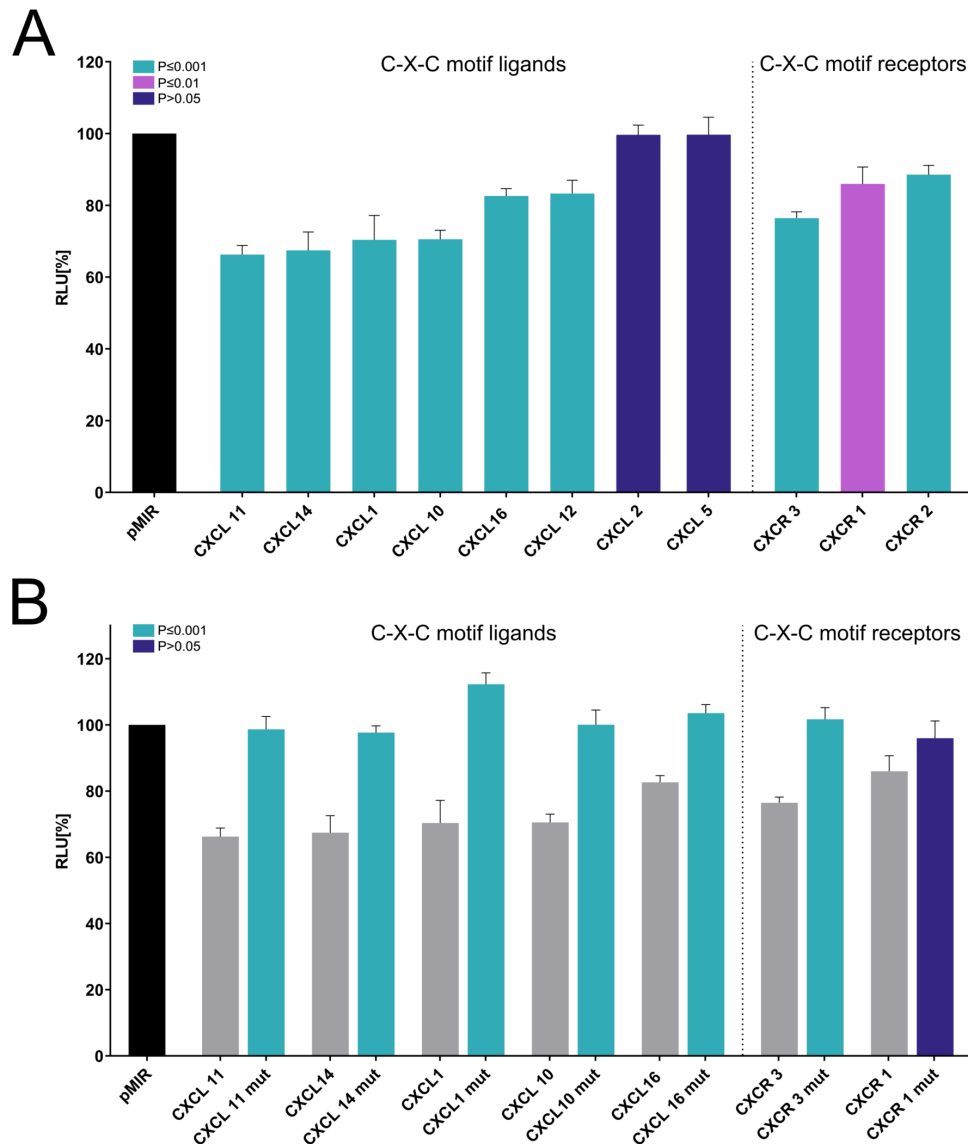 A
P≤0.001
P≤0.01
P>0.05
C-X-C motif ligands
C-X-C motif receptors
120
100
80
60
40
20
0
RLU[%]
pMIR
CXCL 11
CXCL14
CXCL1
CXCL 10
CXCL16
CXCL 12
CXCL 2
CXCL 5
CXCR 3
CXCR 1
CXCR 2
B
P≤0.001
P>0.05
C-X-C motif ligands
C-X-C motif receptors
120
100
80
60
40
20
0
RLU[%]
pMIR
CXCL 11
CXCL 11 mut
CXCL14
CXCL 14 mut
CXCL1
CXCL1 mut
CXCL 10
CXCL10 mut
CXCL16
CXCL 16 mut
CXCR 3
CXCR 3 mut
CXCR 1
CXCR 1 mut